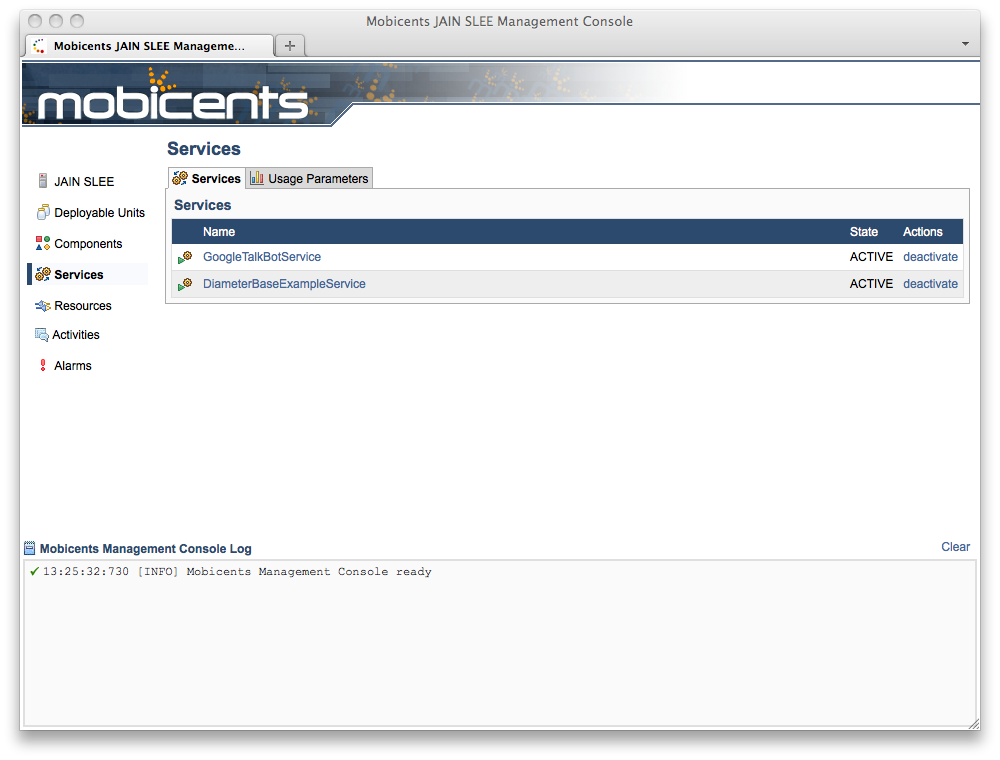 Mobicents JAIN SLEE Management Console
Mobicents JAIN SLEE Manageme...
mobicents
Services
JAIN SLEE
Deployable Units
Components
Services
Resources
Activities
Alarms
Services Usage Parameters
Services
Name State Actions
GoogleTalkBotService ACTIVE deactivate
DiameterBaseExampleService ACTIVE deactivate
Mobicents Management Console Log Clear
13:25:32:730 [INFO] Mobicents Management Console ready